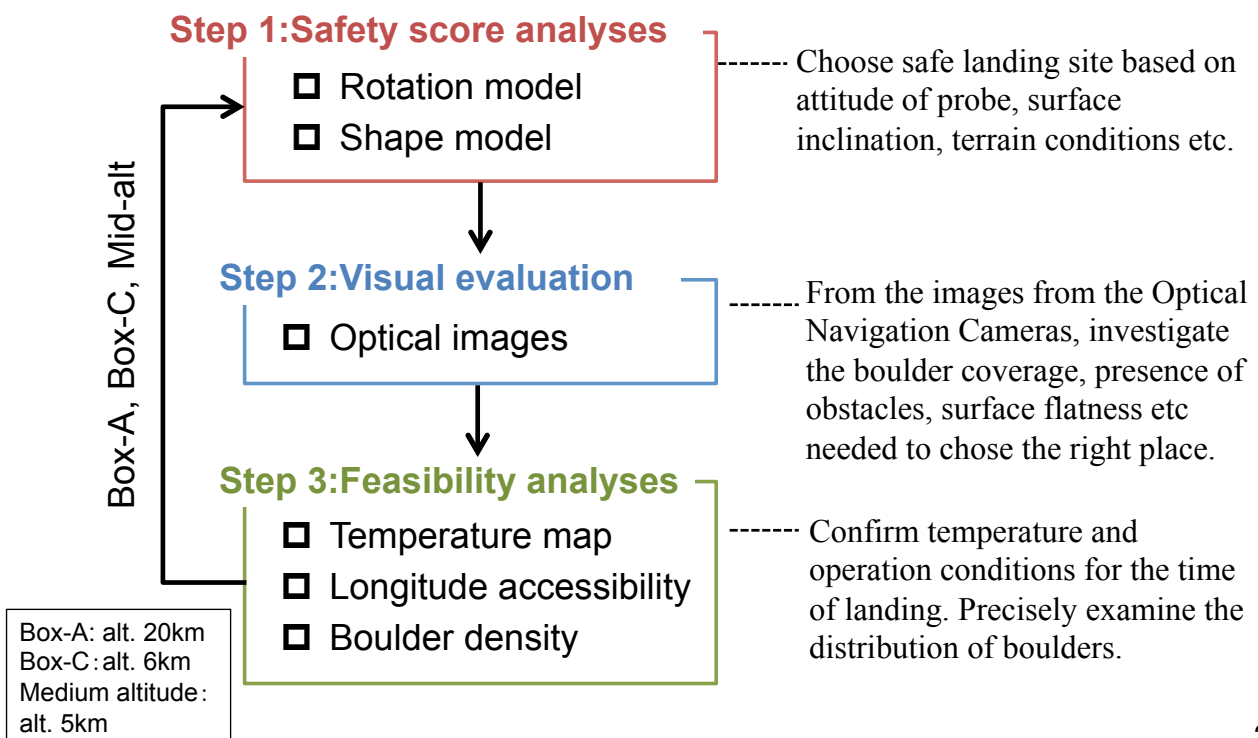 Step 1:Safety score analyses
Rotation model
Shape model
Choose safe landing site based on
attitude of probe, surface
inclination, terrain conditions etc.
Box-A, Box-C, Mid-alt
Step 2:Visual evaluation
Optical images
From the images from the Optical
Navigation Cameras, investigate
the boulder coverage, presence of
obstacles, surface flatness etc
needed to chose the right place.
Step 3:Feasibility analyses
Temperature map
Longitude accessibility
Boulder density
Confirm temperature and
operation conditions for the time
of landing. Precisely examine the
distribution of boulders.
Box-A: alt. 20km
Box-C：alt. 6km
Medium altitude：
alt. 5km